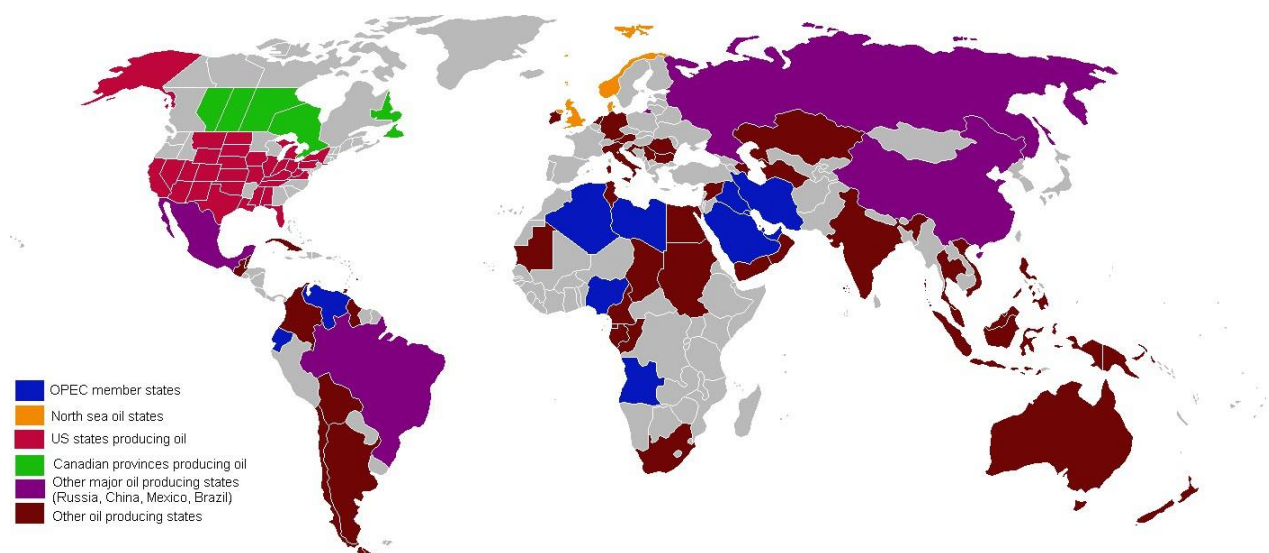 OPEC member states
North sea oil states
US states producing oil
Canadian provinces producing oil
Other major oil producing states
(Russia, China, Mexico, Brazil)
Other oil producing states